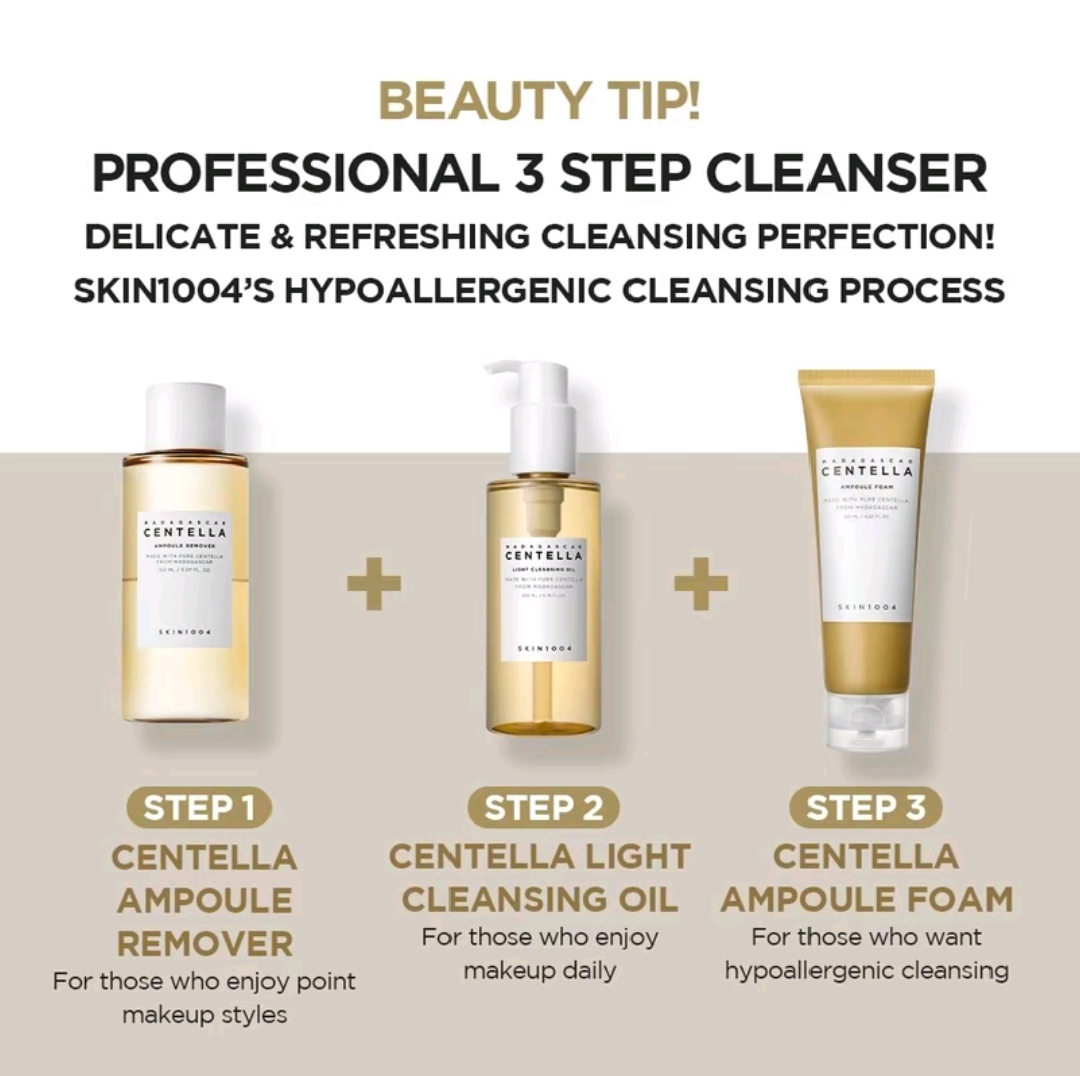 BEAUTY TIP!
PROFESSIONAL 3 STEP CLEANSER
DELICATE & REFRESHING CLEANSING PERFECTION!
SKIN1004'S HYPOALLERGENIC CLEANSING PROCESS
MADAGASCAR
CENTELLA
AMPOULE REMOVER
MADE WITH PURE CENTELLA
FROM MADAGASCAR
SKIN1004
+
MADAGASCAR
CENTELLA
LIGHT CLEANSING OIL
MADE WITH PURE CENTELLA
FROM MADAGASCAR
SKIN1004
+
MADAGASCAR
CENTELLA
AMPOULE FOAM
MADE WITH PURE CENTELLA
FROM MADAGASCAR
SKIN1004
STEP 1
CENTELLA
AMPOULE
REMOVER
For those who enjoy point
makeup styles
STEP 2
CENTELLA LIGHT
CLEANSING OIL
For those who enjoy
makeup daily
STEP 3
CENTELLA
AMPOULE FOAM
For those who want
hypoallergenic cleansing